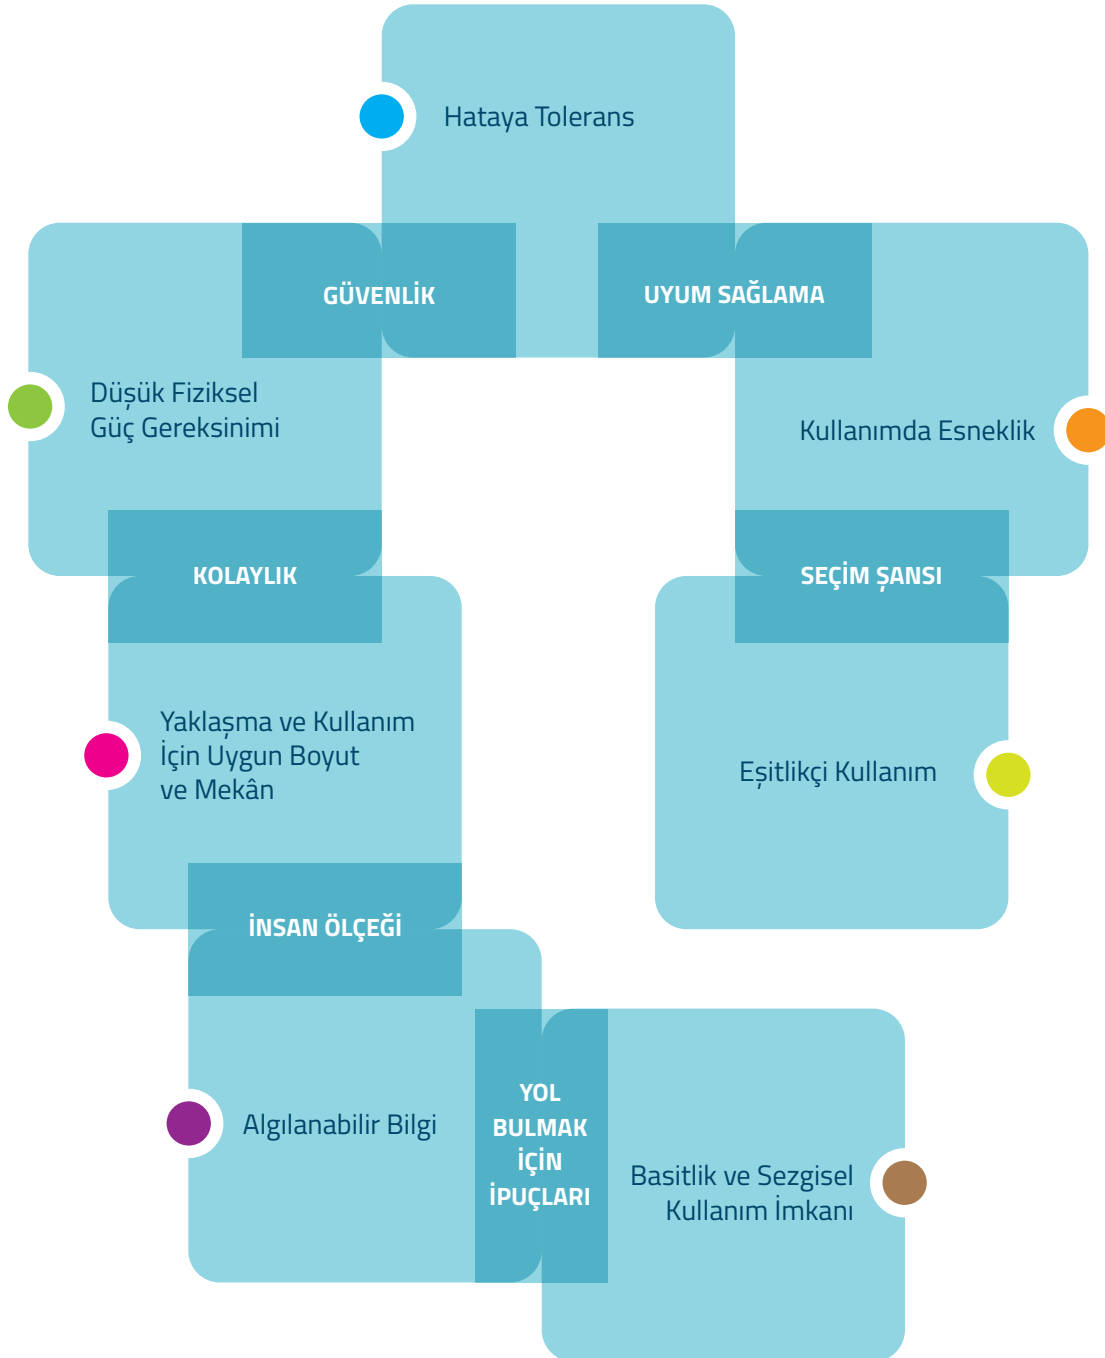 Hataya Tolerans
GÜVENLİK
UYUM SAĞLAMA
Düşük Fiziksel
Güç Gereksinimi
Kullanımda Esneklik
KOLAYLIK
SEÇİM ŞANSI
Yaklaşma ve Kullanım
İçin Uygun Boyut
ve Mekân
Eşitlikçi Kullanım
İNSAN ÖLÇEĞİ
Algılanabilir Bilgi
YOL
BULMAK
İÇİN
İPUÇLARI
Basitlik ve Sezgisel
Kullanım İmkanı